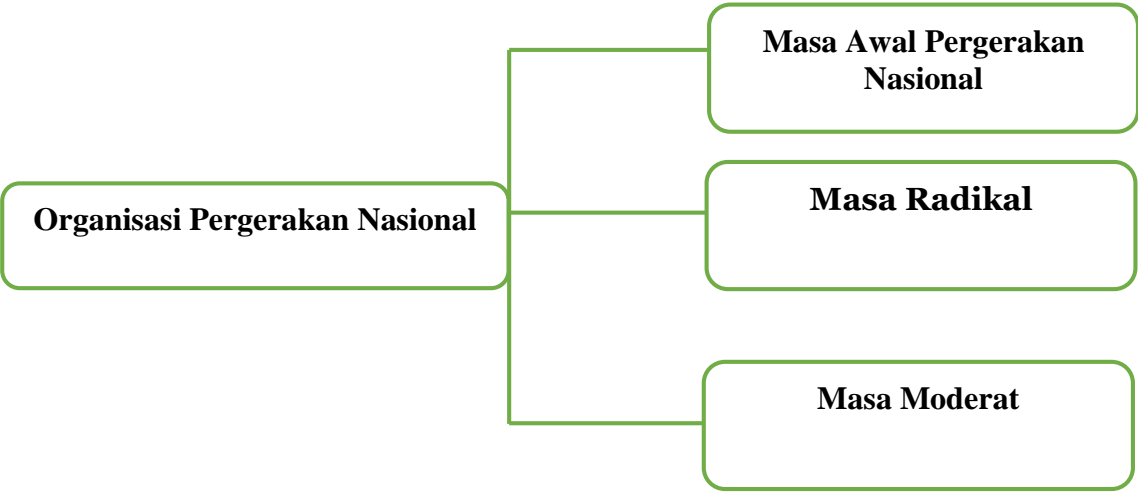 Masa Awal Pergerakan
Nasional
Organisasi Pergerakan Nasional
Masa Radikal
Masa Moderat